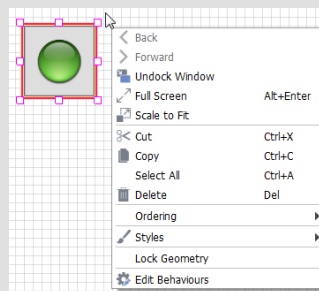 Back
Forward
Undock Window
Full Screen Alt+Enter
Scale to Fit
Cut Ctrl+X
Copy Ctrl+C
Select All Ctrl+A
Delete Del
Ordering
Styles
Lock Geometry
Edit Behaviours